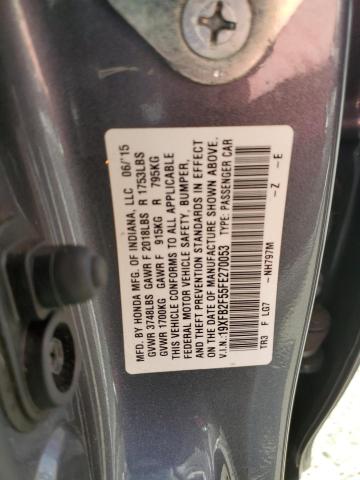 MFD. BY HONDA MFG. OF INDIANA, LLC 06/'15
GVWR 3748LBS GAWR F 2018LBS R 1753LBS
GVWR 1700KG GAWR F 915KG R 795KG
THIS VEHICLE CONFORMS TO ALL APPLICABLE
FEDERAL MOTOR VEHICLE SAFETY, BUMPER,
AND THEFT PREVENTION STANDARDS IN EFFECT
ON THE DATE OF MANUFACTURE SHOWN ABOVE.
V.I.N.:19XFB2F55FE270053 TYPE: PASSENGER CAR
TR3 F LG7 - NH797M - Z - E